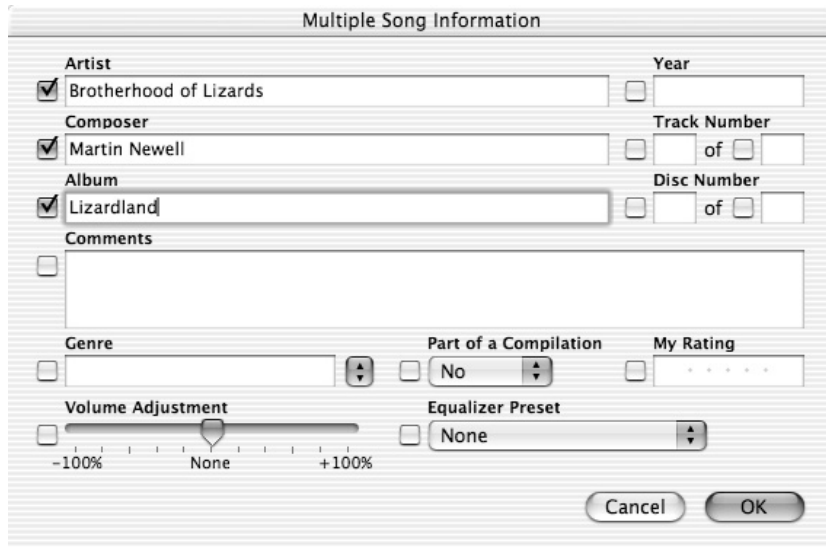 Multiple Song Information
Artist Year
Brotherhood of Lizards
Composer Track Number
Martin Newell of
Album Disc Number
Lizardland of
Comments
Genre Part of a Compilation My Rating
No
Volume Adjustment Equalizer Preset
None
-100% None +100%
Cancel OK